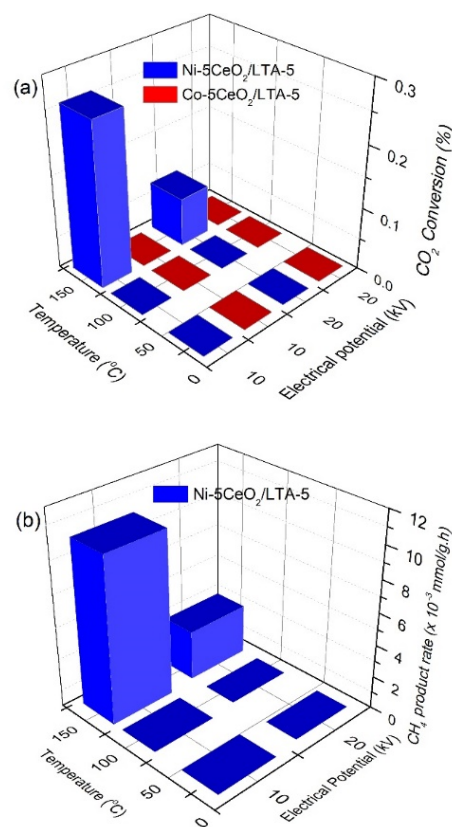 (a)
Ni-5CeO₂/LTA-5
Co-5CeO₂/LTA-5
0.3
0.2
0.1
0.0
CO₂ Conversion (%)
150
100
50
0
Temperature (°C)
10
10
20
20
Electrical potential (kV)
(b)
Ni-5CeO₂/LTA-5
12
10
8
6
4
2
0
CH₄ product rate (x 10⁻³ mmol/g.h)
150
100
50
0
Temperature (°C)
10
20
Electrical Potential (kV)